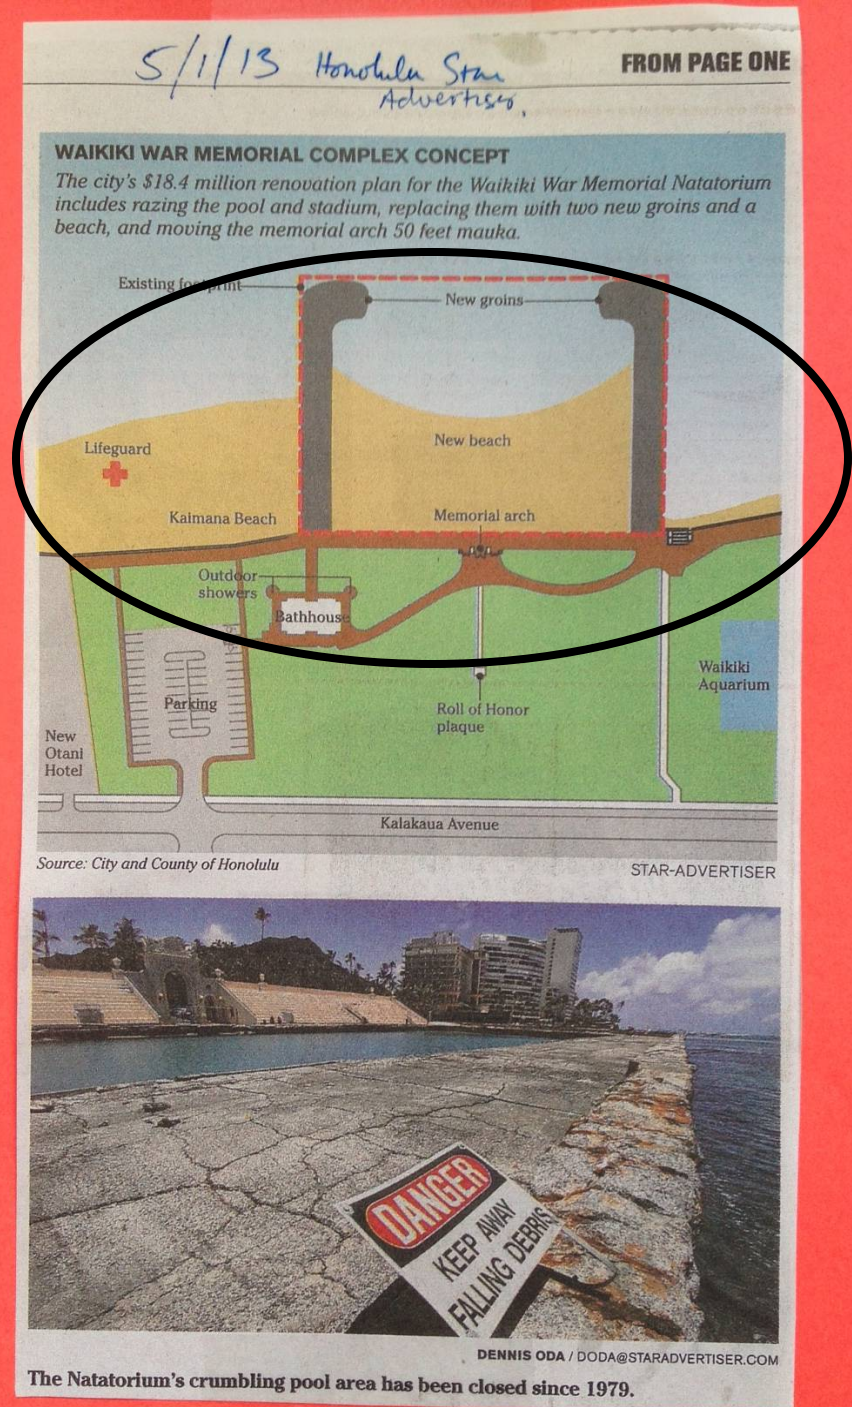 5/1/13 Honolulu Star
Advertiser.
FROM PAGE ONE
WAIKIKI WAR MEMORIAL COMPLEX CONCEPT
The city's $18.4 million renovation plan for the Waikiki War Memorial Natatorium
includes razing the pool and stadium, replacing them with two new groins and a
beach, and moving the memorial arch 50 feet mauka.
Existing footprint
New groins
Lifeguard
New beach
Kaimana Beach
Memorial arch
Outdoor
showers
Bathhouse
Waikiki
Aquarium
Parking
Roll of Honor
plaque
New
Otani
Hotel
Kalakaua Avenue
Source: City and County of Honolulu
STAR-ADVERTISER
DANGER
KEEP AWAY
FALLING DEBRIS
DENNIS ODA / DODA@STARADVERTISER.COM
The Natatorium's crumbling pool area has been closed since 1979.